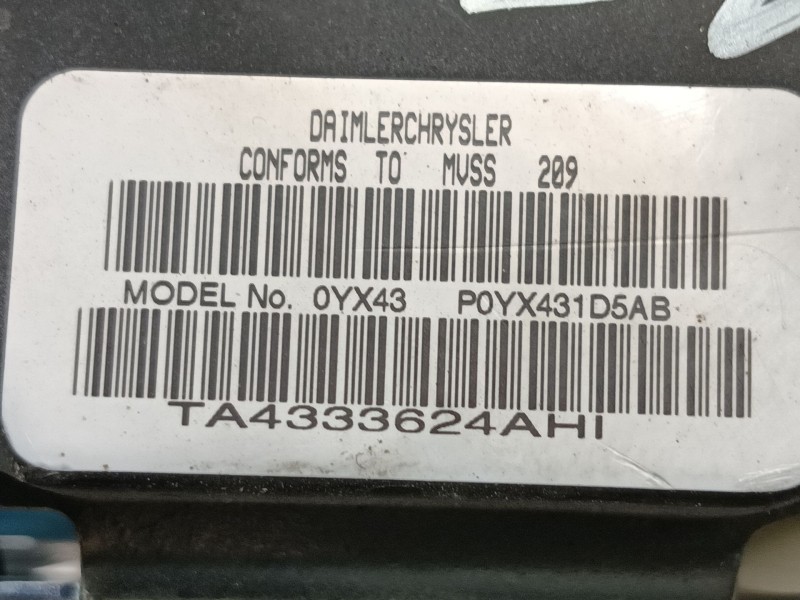 DAIMLERCHRYSLER
CONFORMS TO MVSS 209
MODEL No. 0YX43 P0YX431D5AB
TA4333624AHI